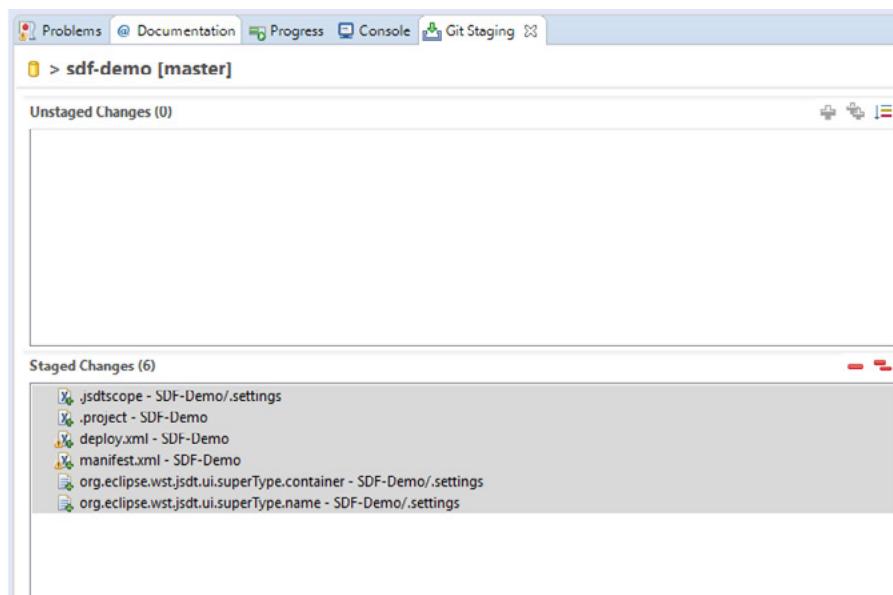 Problems @ Documentation Progress Console Git Staging
> sdf-demo [master]
Unstaged Changes (0)
Staged Changes (6)
.jsdtscope - SDF-Demo/.settings
.project - SDF-Demo
deploy.xml - SDF-Demo
manifest.xml - SDF-Demo
org.eclipse.wst.jsdt.ui.superType.container - SDF-Demo/.settings
org.eclipse.wst.jsdt.ui.superType.name - SDF-Demo/.settings